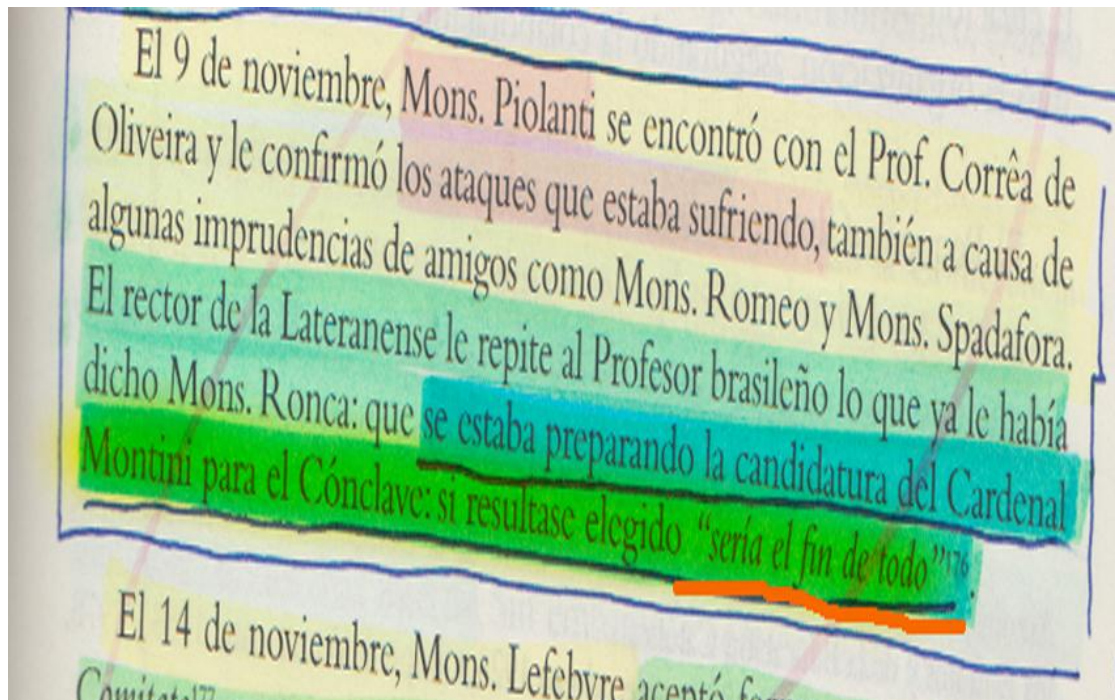 El 9 de noviembre, Mons. Piolanti se encontró con el Prof. Corrêa de
Oliveira y le confirmó los ataques que estaba sufriendo, también a causa de
algunas imprudencias de amigos como Mons. Romeo y Mons. Spadafora.
El rector de la Lateranense le repite al Profesor brasileño lo que ya le había
dicho Mons. Ronca: que se estaba preparando la candidatura del Cardenal
Montini para el Cónclave: si resultase elegido “sería el fin de todo”176.
El 14 de noviembre, Mons. Lefebvre aceptó